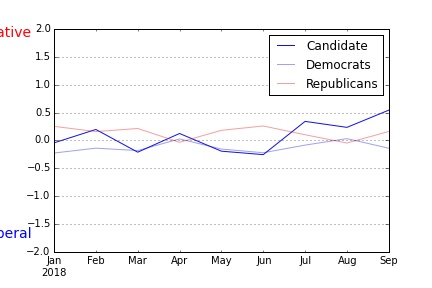 ative
2.0
1.5
1.0
0.5
0.0
−0.5
−1.0
−1.5
−2.0
beral
Candidate
Democrats
Republicans
Jan Feb Mar Apr May Jun Jul Aug Sep
2018